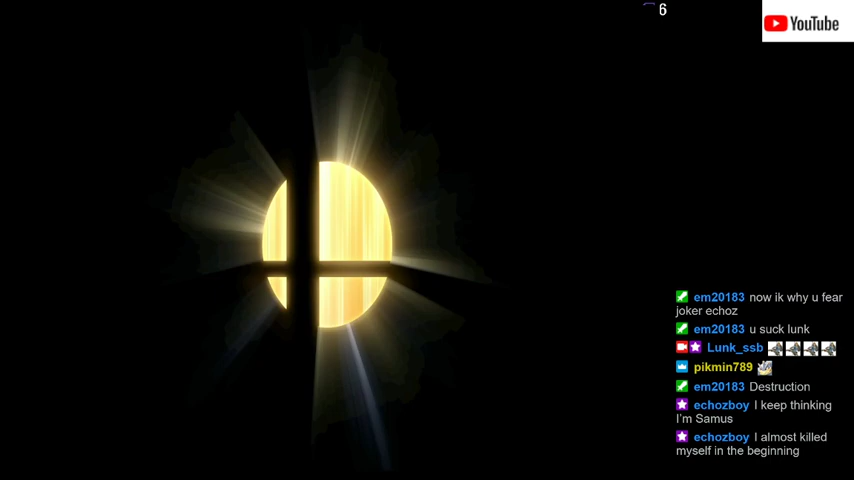 6
YouTube
em20183 now ik why u fear
joker echoz
em20183 u suck lunk
Lunk_ssb
pikmin789
em20183 Destruction
echozboy I keep thinking
I'm Samus
echozboy I almost killed
myself in the beginning